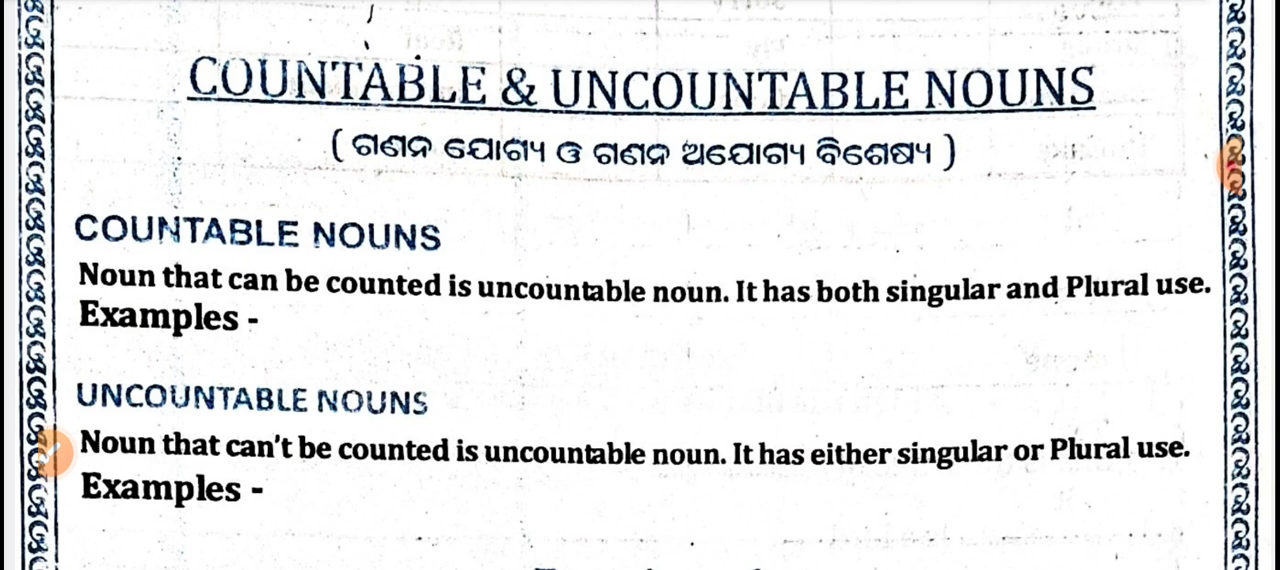 COUNTABLE & UNCOUNTABLE NOUNS
( ଗଣନ ଯୋଗ୍ୟ ଓ ଗଣନ ଅଯୋଗ୍ୟ ବିଶେଷ୍ୟ )
COUNTABLE NOUNS
Noun that can be counted is uncountable noun. It has both singular and Plural use.
Examples -
UNCOUNTABLE NOUNS
Noun that can't be counted is uncountable noun. It has either singular or Plural use.
Examples -